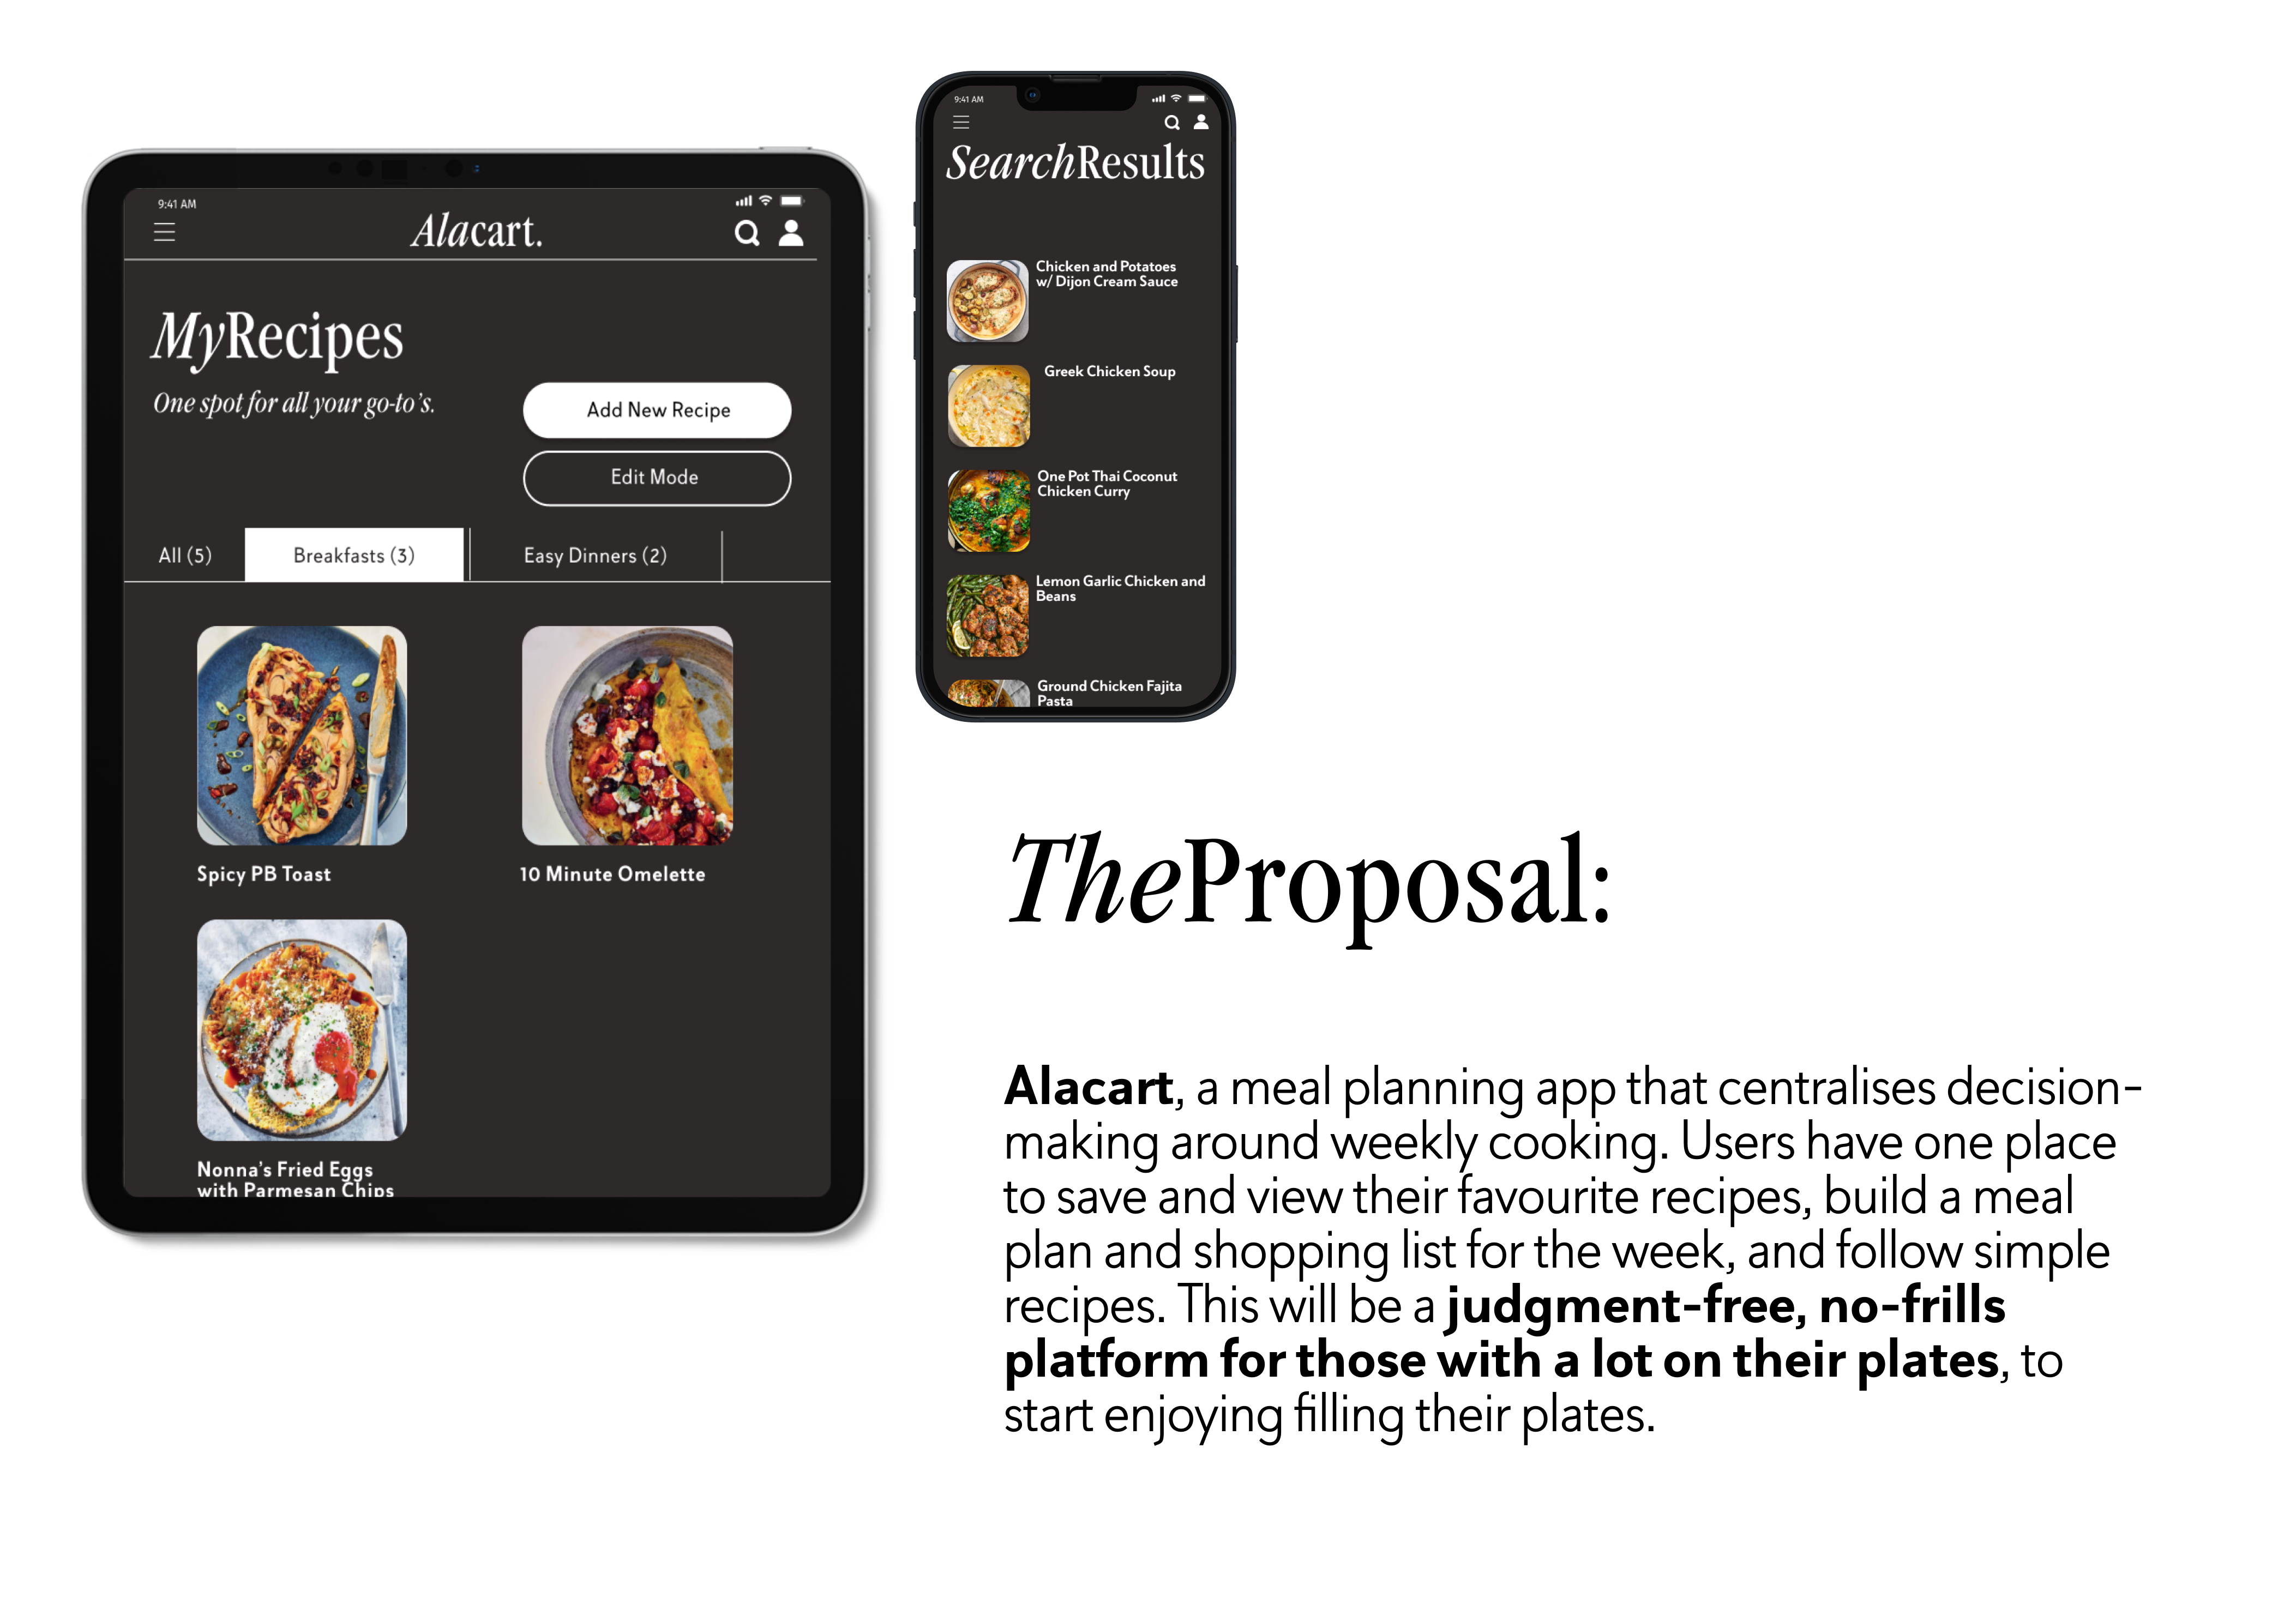 9:41 AM
Alacart.
MyRecipes
One spot for all your go-to's.
Add New Recipe
Edit Mode
All (5)
Breakfasts (3)
Easy Dinners (2)
Spicy PB Toast
10 Minute Omelette
Nonna's Fried Eggs
with Parmesan Chips
9:41 AM
SearchResults
Chicken and Potatoes
w/ Dijon Cream Sauce
Greek Chicken Soup
One Pot Thai Coconut
Chicken Curry
Lemon Garlic Chicken and
Beans
Ground Chicken Fajita
Pasta
TheProposal:
Alacart, a meal planning app that centralises decision-
making around weekly cooking. Users have one place
to save and view their favourite recipes, build a meal
plan and shopping list for the week, and follow simple
recipes. This will be a judgment-free, no-frills
platform for those with a lot on their plates, to
start enjoying filling their plates.